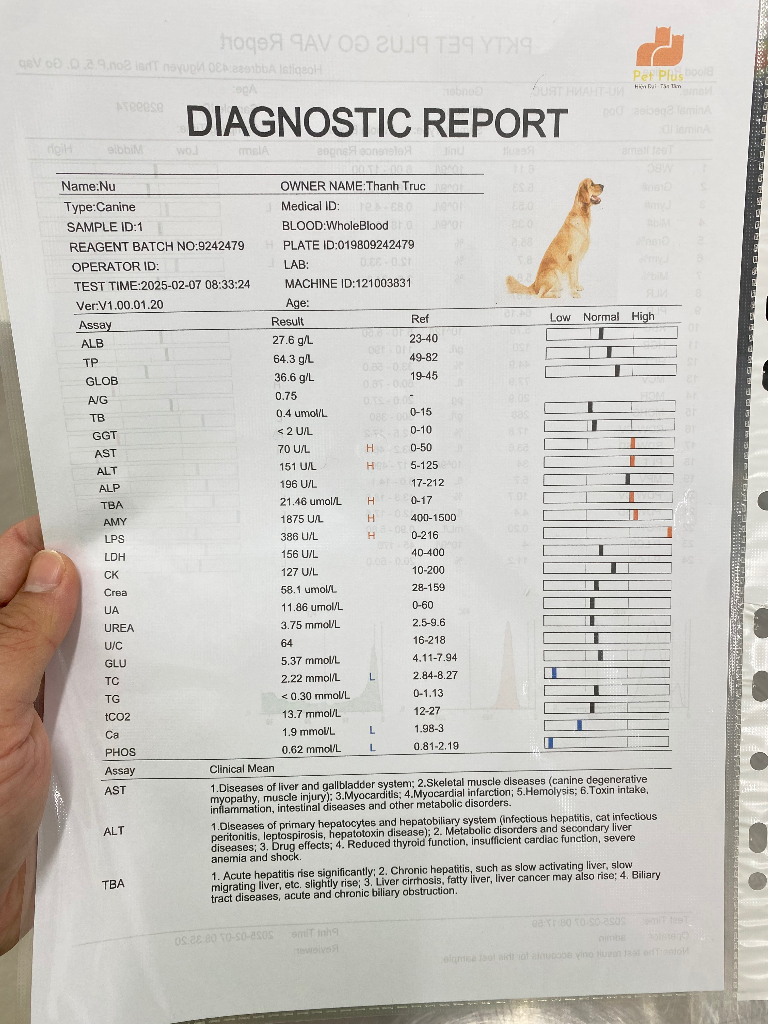 Pet Plus
Hiện Đại - Tận Tâm
DIAGNOSTIC REPORT
Name:Nu OWNER NAME:Thanh Truc
Type:Canine Medical ID:
SAMPLE ID:1 BLOOD:WholeBlood
REAGENT BATCH NO:9242479 PLATE ID:019809242479
OPERATOR ID: LAB:
TEST TIME:2025-02-07 08:33:24 MACHINE ID:121003831
Ver:V1.00.01.20 Age:
Assay Result Ref Low Normal High
ALB 27.6 g/L 23-40
TP 64.3 g/L 49-82
GLOB 36.6 g/L 19-45
A/G 0.75 -
TB 0.4 umol/L 0-15
GGT < 2 U/L 0-10
AST 70 U/L H 0-50
ALT 151 U/L H 5-125
ALP 196 U/L 17-212
TBA 21.46 umol/L H 0-17
AMY 1875 U/L H 400-1500
LPS 386 U/L H 0-216
LDH 156 U/L 40-400
CK 127 U/L 10-200
Crea 58.1 umol/L 28-159
UA 11.86 umol/L 0-60
UREA 3.75 mmol/L 2.5-9.6
U/C 64 16-218
GLU 5.37 mmol/L 4.11-7.94
TC 2.22 mmol/L L 2.84-8.27
TG < 0.30 mmol/L 0-1.13
tCO2 13.7 mmol/L 12-27
Ca 1.9 mmol/L L 1.98-3
PHOS 0.62 mmol/L L 0.81-2.19
Assay Clinical Mean
AST 1.Diseases of liver and gallbladder system; 2.Skeletal muscle diseases (canine degenerative
myopathy, muscle injury); 3.Myocarditis; 4.Myocardial infarction; 5.Hemolysis; 6.Toxin intake,
inflammation, intestinal diseases and other metabolic disorders.
ALT 1.Diseases of primary hepatocytes and hepatobiliary system (infectious hepatitis, cat infectious
peritonitis, leptospirosis, hepatotoxin disease); 2. Metabolic disorders and secondary liver
diseases; 3. Drug effects; 4. Reduced thyroid function, insufficient cardiac function, severe
anemia and shock.
TBA 1. Acute hepatitis rise significantly; 2. Chronic hepatitis, such as slow activating liver, slow
migrating liver, etc. slightly rise; 3. Liver cirrhosis, fatty liver, liver cancer may also rise; 4. Biliary
tract diseases, acute and chronic biliary obstruction.